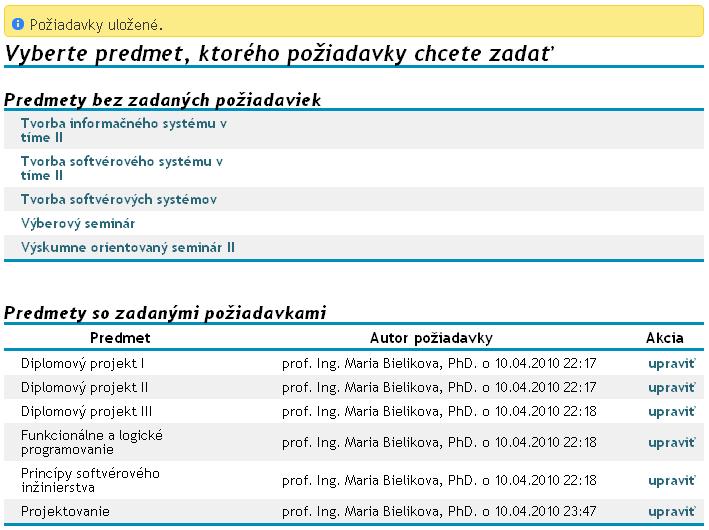 Požiadavky uložené.
Vyberte predmet, ktorého požiadavky chcete zadať
Predmety bez zadaných požiadaviek
Tvorba informačného systému v
tíme II
Tvorba softvérového systému v
tíme II
Tvorba softvérových systémov
Výberový seminár
Výskumne orientovaný seminár II
Predmety so zadanými požiadavkami
Predmet Autor požiadavky Akcia
Diplomový projekt I prof. Ing. Maria Bielikova, PhD. o 10.04.2010 22:17 upraviť
Diplomový projekt II prof. Ing. Maria Bielikova, PhD. o 10.04.2010 22:17 upraviť
Diplomový projekt III prof. Ing. Maria Bielikova, PhD. o 10.04.2010 22:18 upraviť
Funkcionálne a logické
programovanie prof. Ing. Maria Bielikova, PhD. o 10.04.2010 22:18 upraviť
Princípy softvérového
inžinierstva prof. Ing. Maria Bielikova, PhD. o 10.04.2010 22:18 upraviť
Projektovanie prof. Ing. Maria Bielikova, PhD. o 10.04.2010 23:47 upraviť